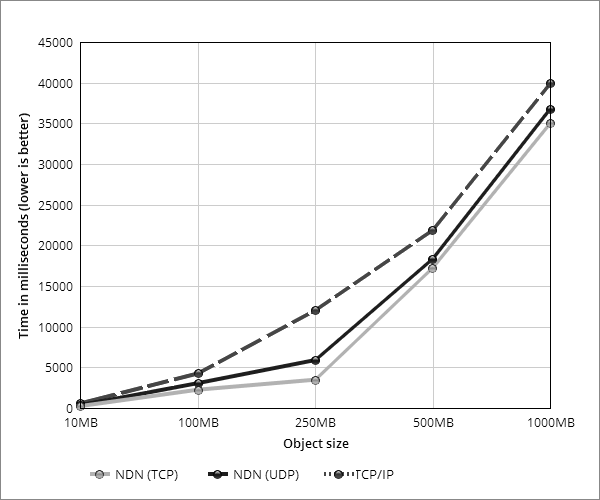 Time in milliseconds (lower is better)
45000
40000
35000
30000
25000
20000
15000
10000
5000
0
10MB 100MB 250MB 500MB 1000MB
Object size
NDN (TCP) NDN (UDP) TCP/IP